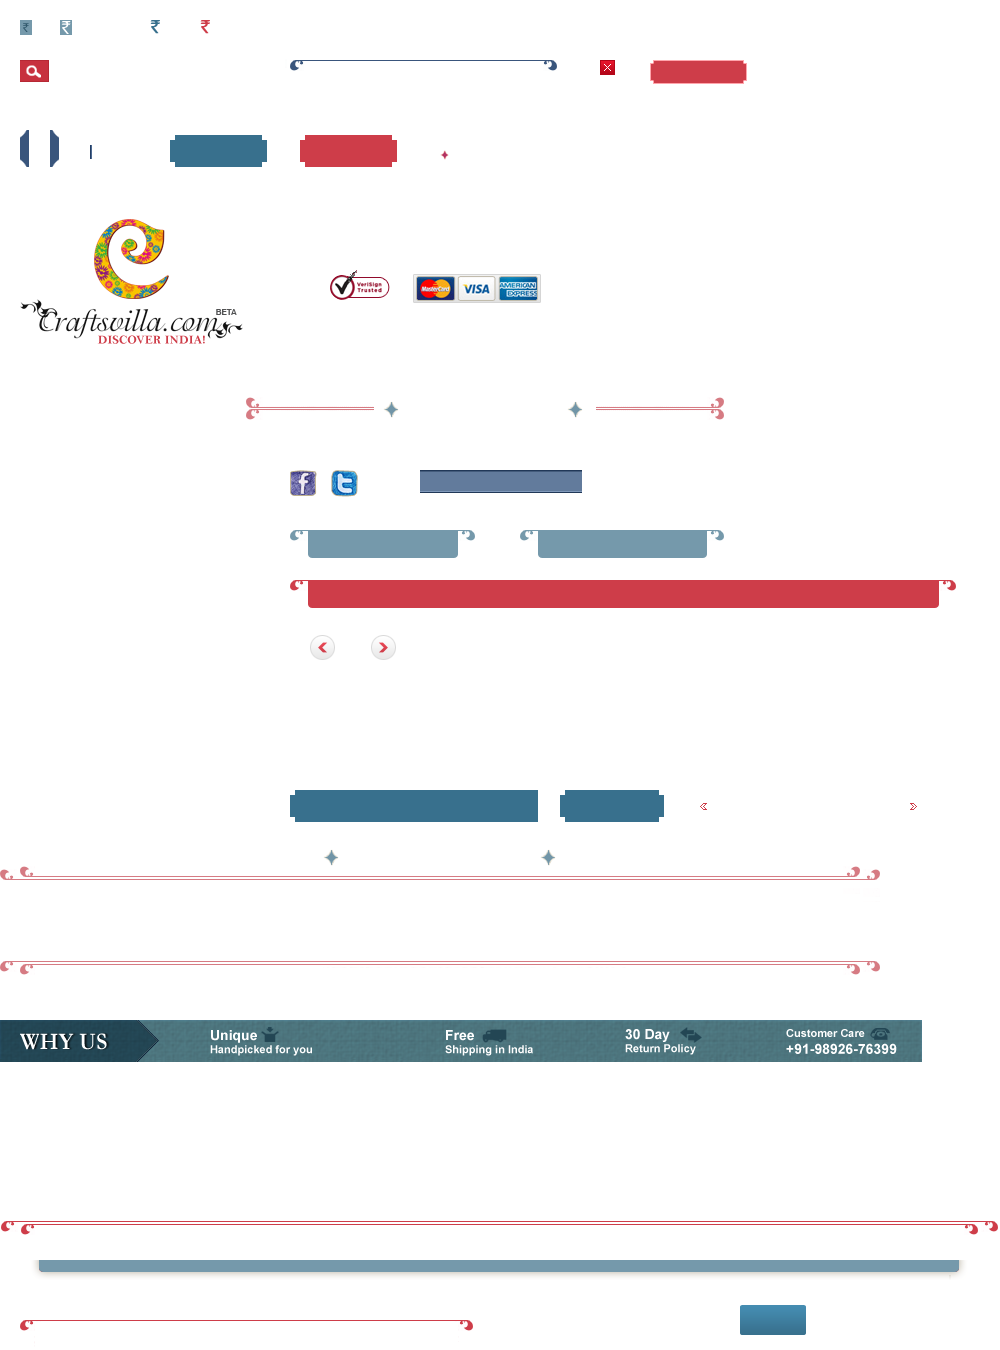 ₹ ₹ ₹ ₹
Craftsvilla.com BETA
DISCOVER INDIA!
VeriSign
Trusted
MasterCard VISA AMERICAN EXPRESS
f t
WHY US
Unique
Handpicked for you
Free
Shipping in India
30 Day
Return Policy
Customer Care
+91-98926-76399